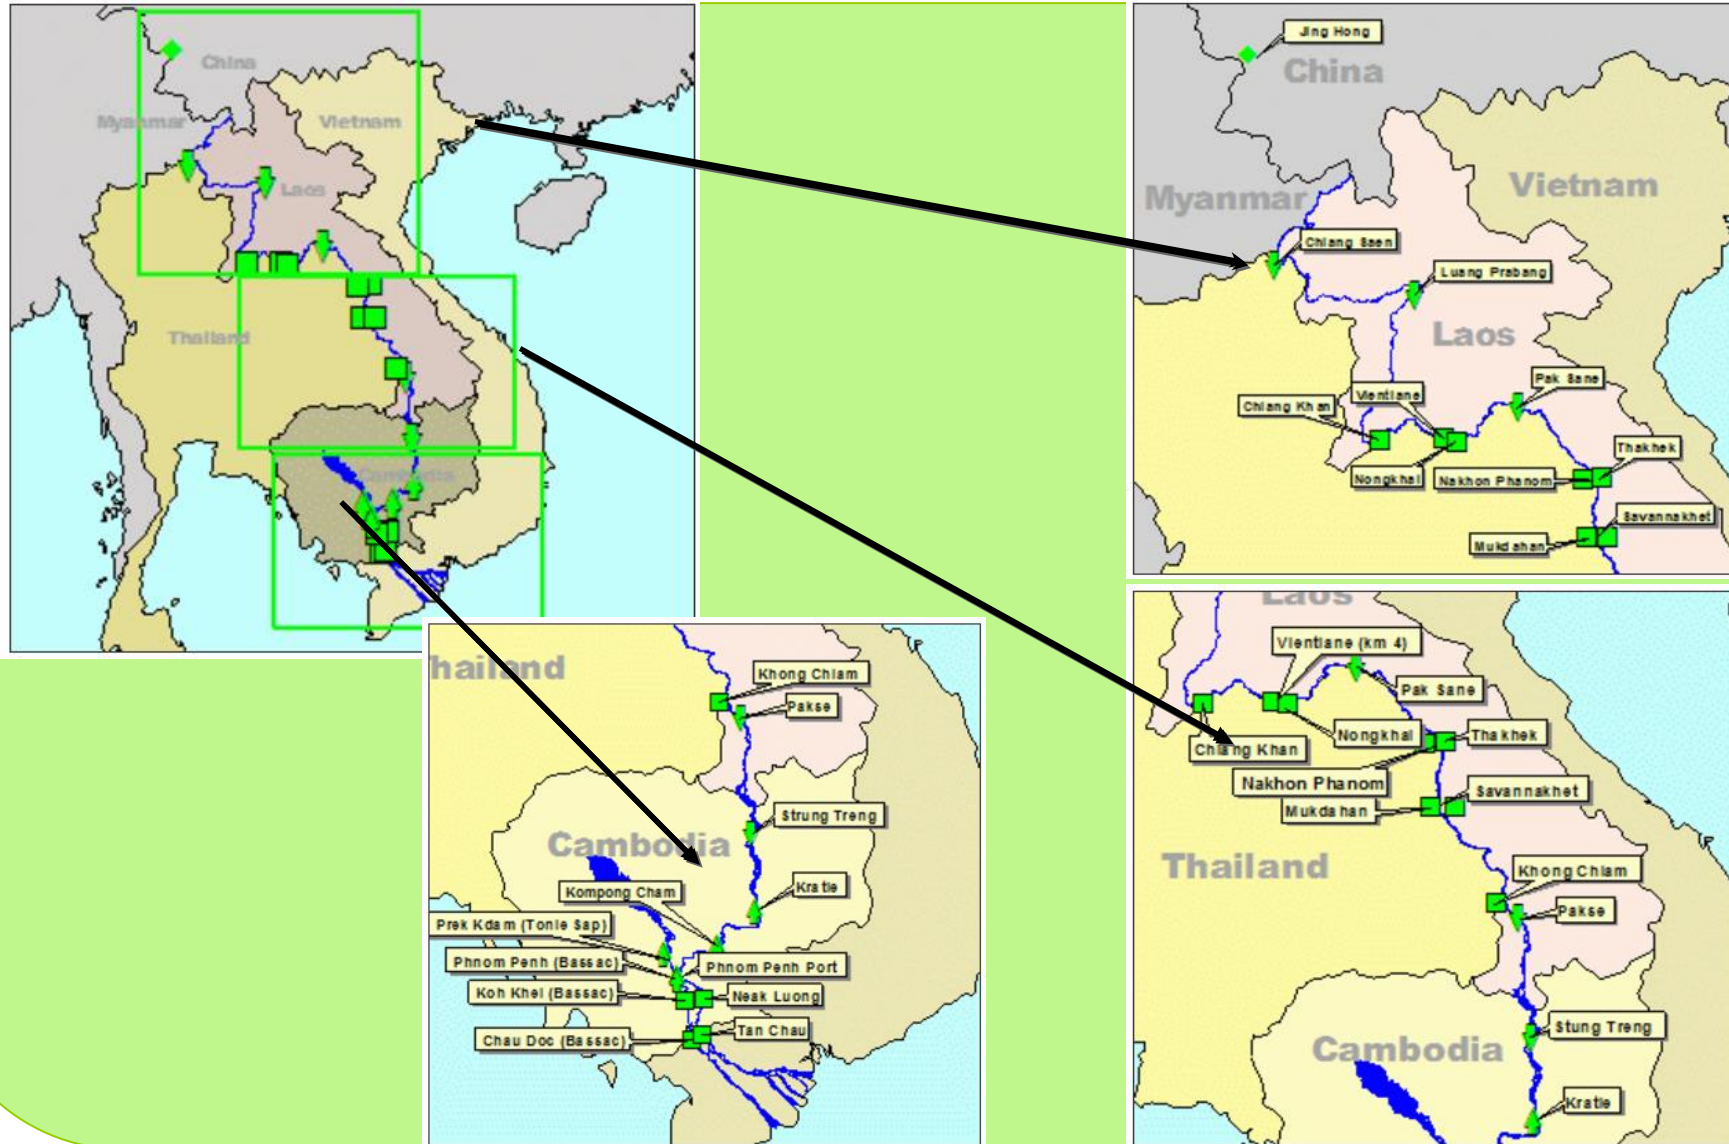 China
Myanmar
Vietnam
Laos
Thailand
Cambodia
Jing Hong
China
Myanmar
Vietnam
Chiang Saen
Luang Prabang
Laos
Pak Sane
Vientiane
Chiang Khan
Thakhek
Nongkhai
Nakhon Phanom
Savannakhet
Mukdahan
Thailand
Khong Chiam
Pakse
Strung Treng
Cambodia
Kompong Cham
Kratie
Prek Kdam (Tonle Sap)
Phnom Penh (Bassac)
Phnom Penh Port
Koh Khel (Bassac)
Neak Luong
Tan Chau
Chau Doc (Bassac)
Laos
Vientiane (km 4)
Pak Sane
Chiang Khan
Nongkhai
Thakhek
Nakhon Phanom
Savannakhet
Mukdahan
Thailand
Khong Chiam
Pakse
Stung Treng
Cambodia
Kratie